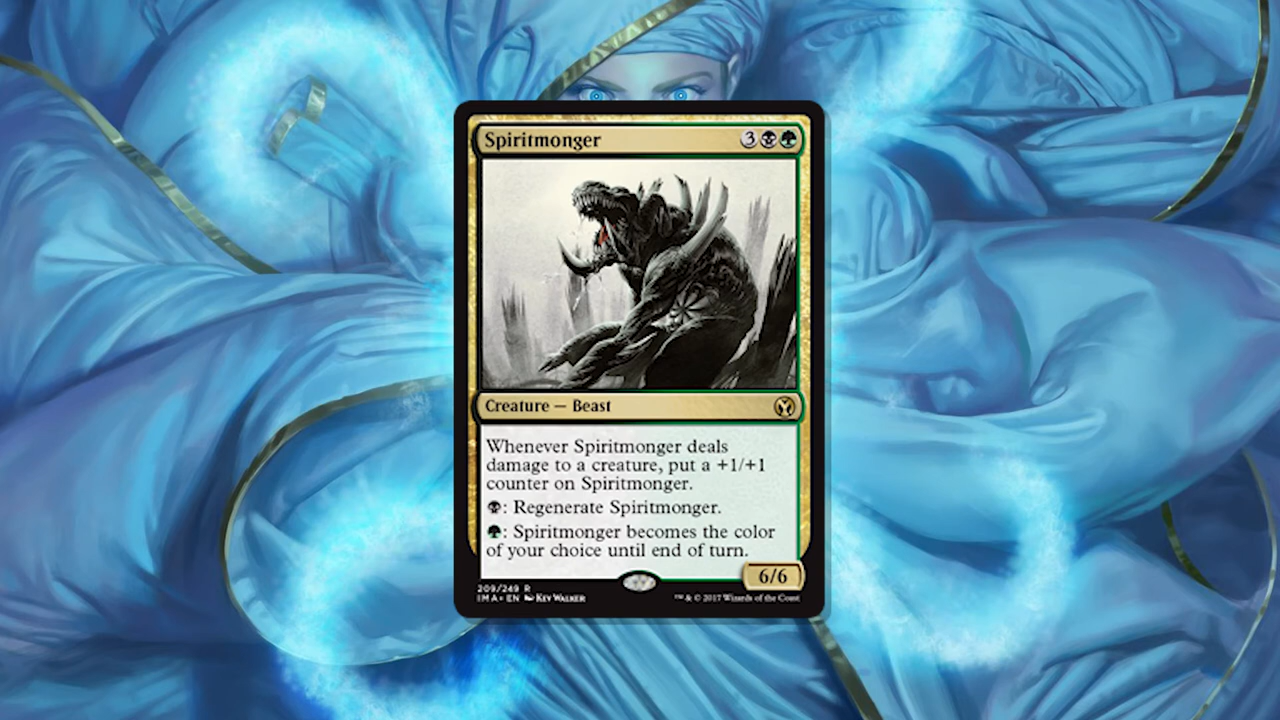 Spiritmonger 3
Creature — Beast
Whenever Spiritmonger deals
damage to a creature, put a +1/+1
counter on Spiritmonger.
: Regenerate Spiritmonger.
: Spiritmonger becomes the color
of your choice until end of turn.
6/6
209/249 R
IMA • EN Kev Walker
™ & © 2017 Wizards of the Coast